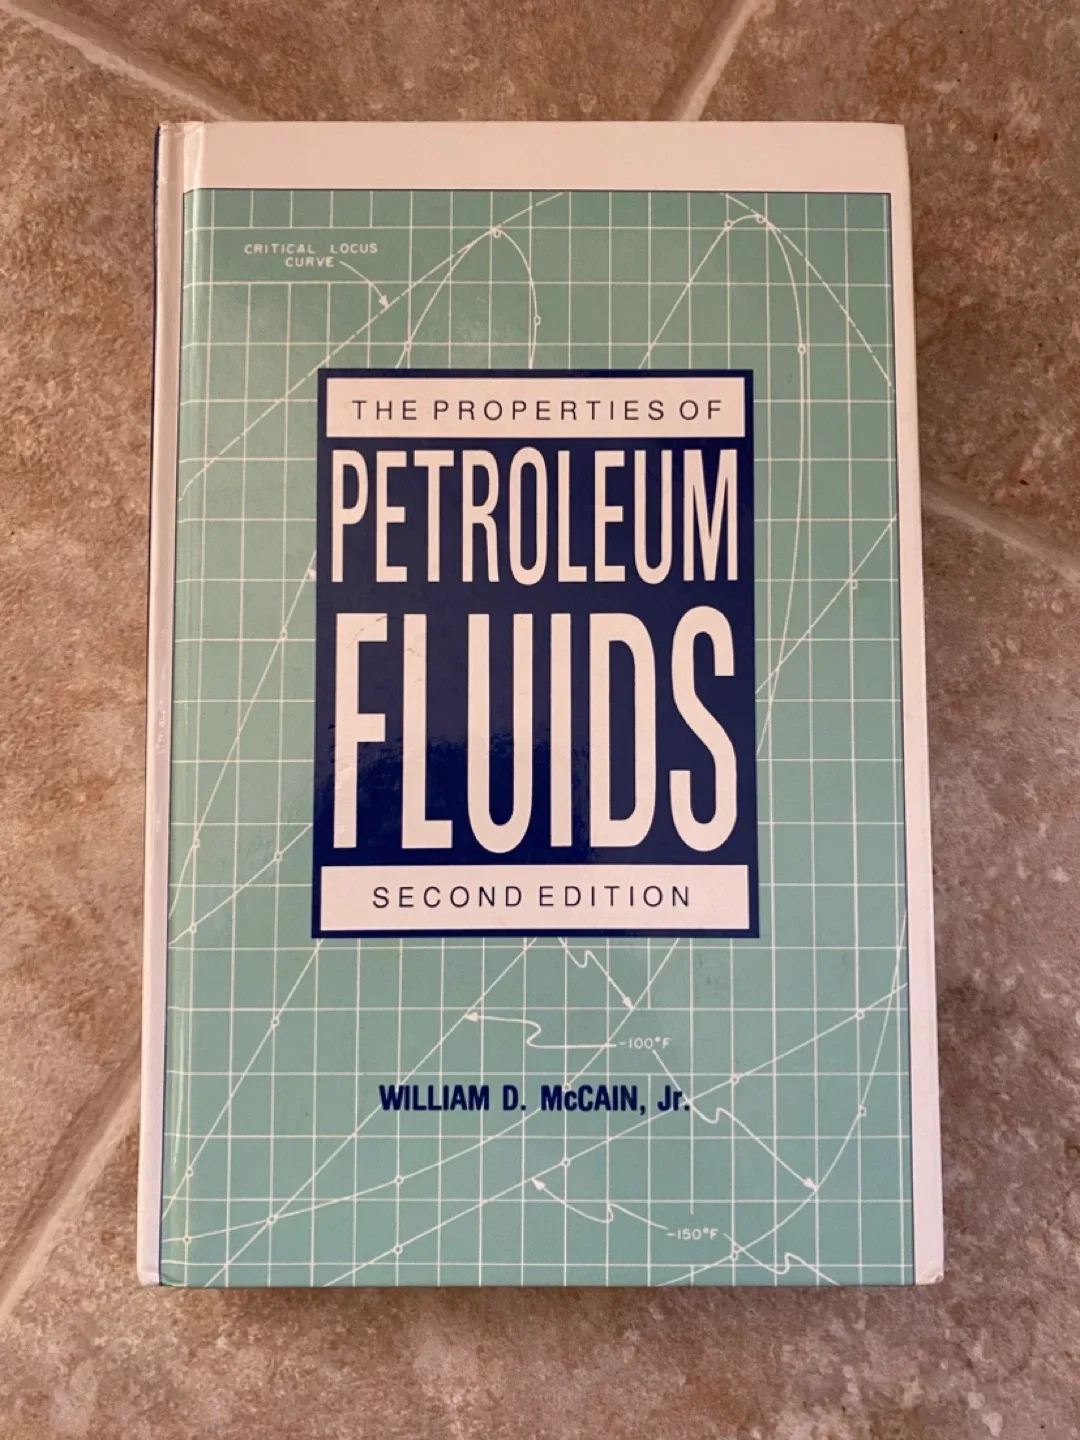 CRITICAL LOCUS
CURVE
THE PROPERTIES OF
PETROLEUM
FLUIDS
SECOND EDITION
-100°F
WILLIAM D. McCAIN, Jr.
-150°F